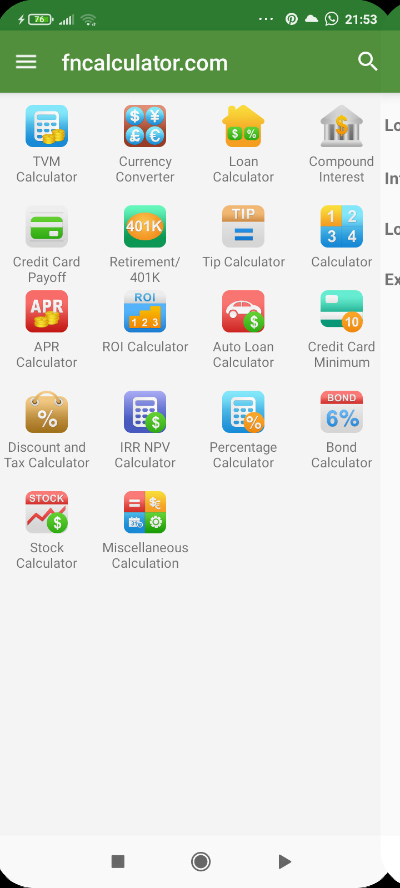 76
21:53
fncalculator.com
TVM
Calculator
Currency
Converter
Loan
Calculator
Compound
Interest
TIP
1 2
3 4
401K
Credit Card
Payoff
Retirement/
401K
Tip Calculator
Calculator
APR
ROI
1 2 3
10
APR
Calculator
ROI Calculator
Auto Loan
Calculator
Credit Card
Minimum
BOND
6%
Discount and
Tax Calculator
IRR NPV
Calculator
Percentage
Calculator
Bond
Calculator
STOCK
Stock
Calculator
Miscellaneous
Calculation
Lo
Lo
Ex